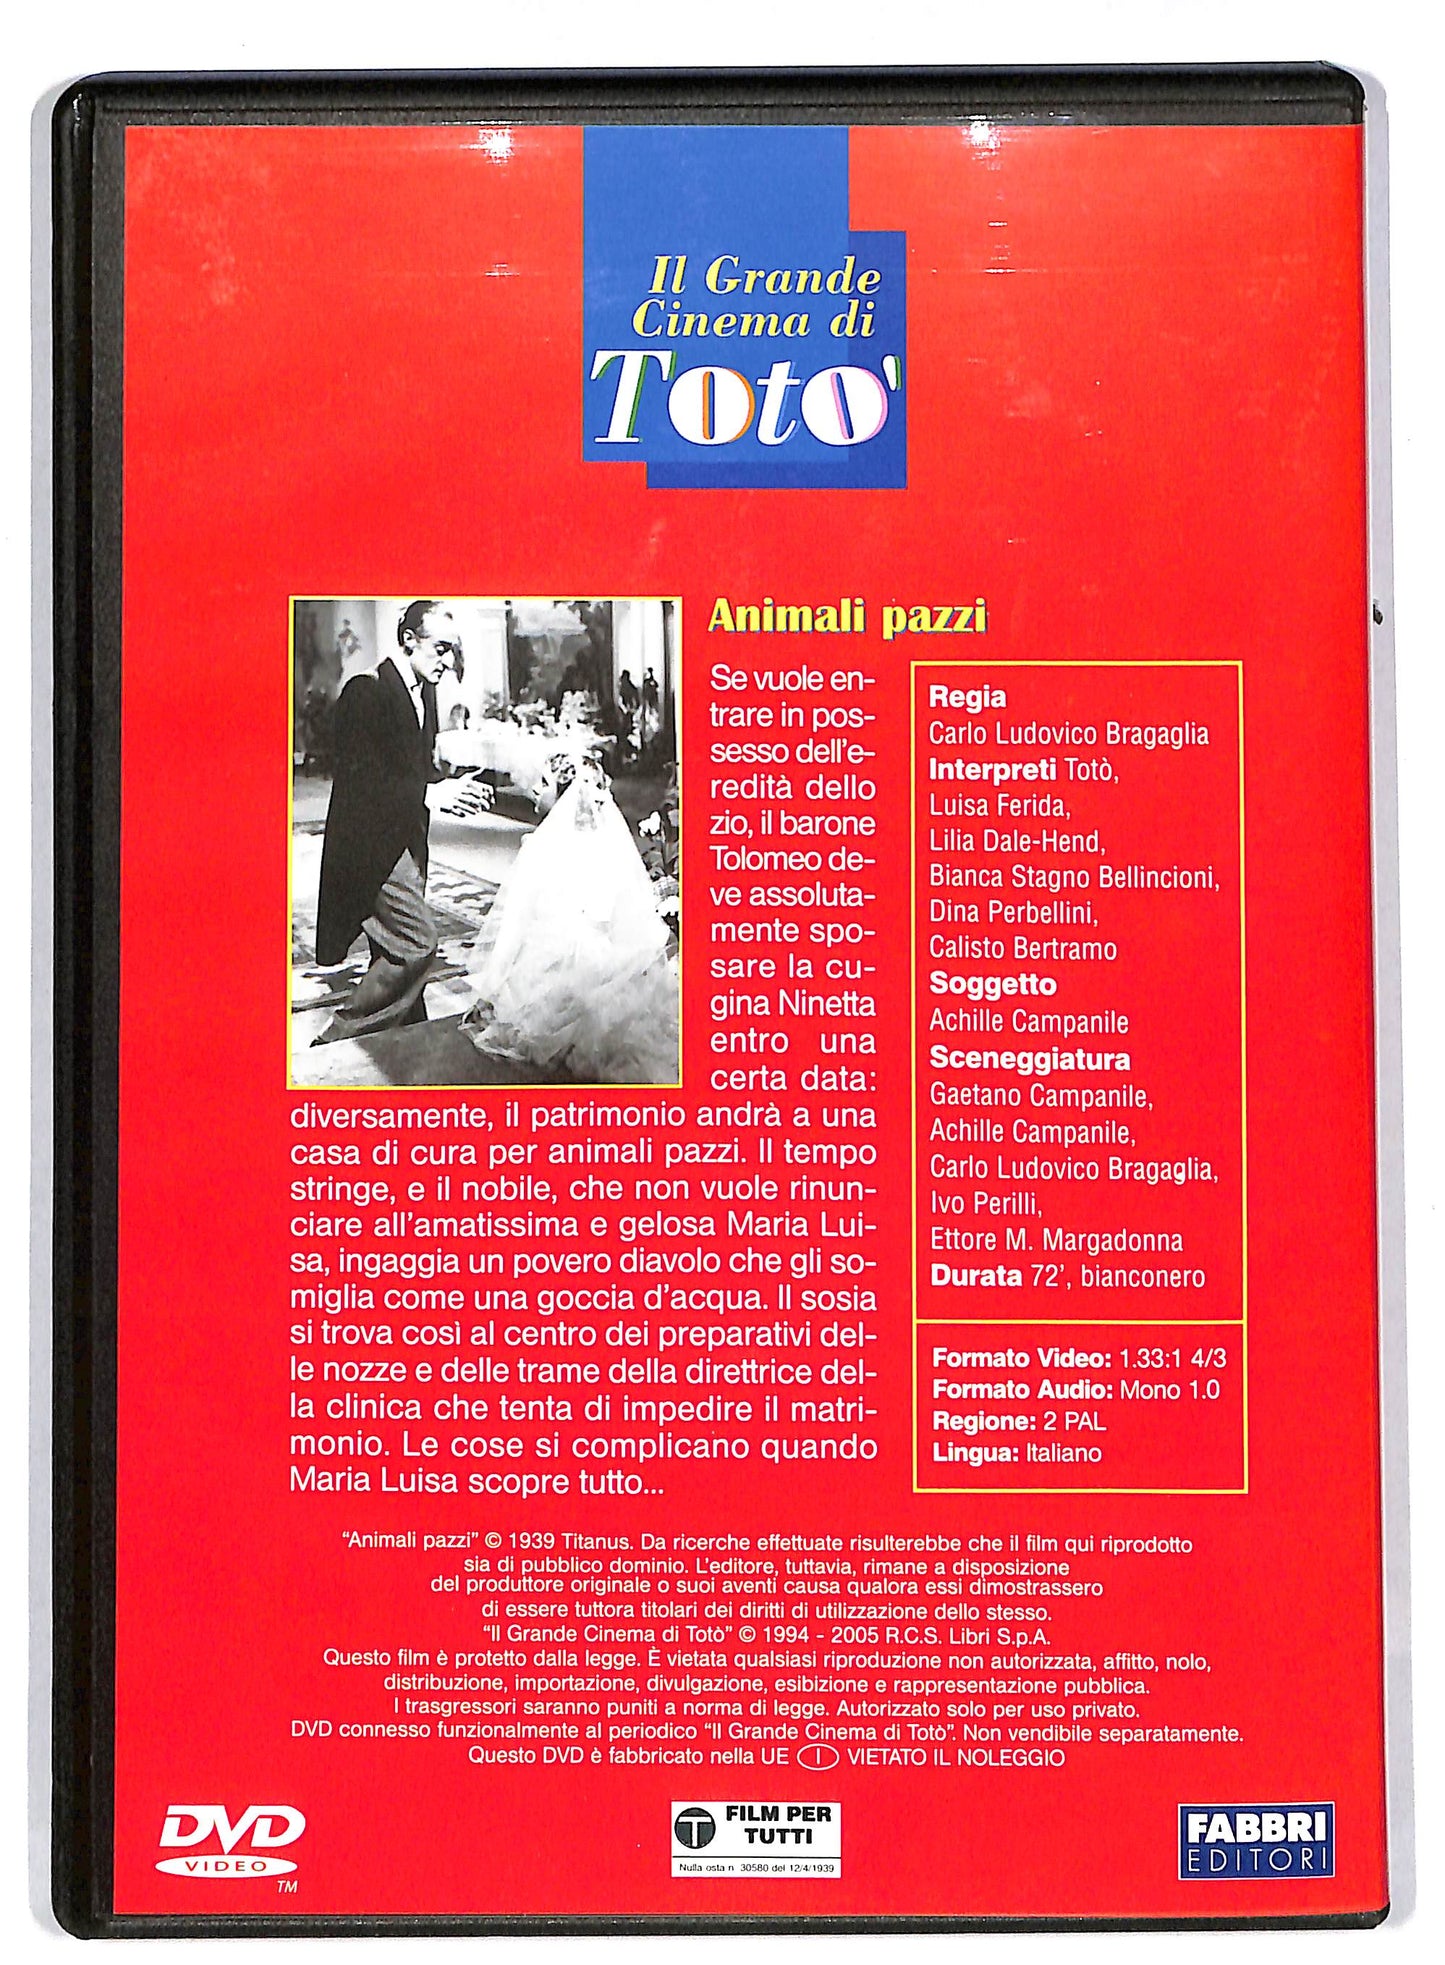 Il Grande
Cinema di
Totò
Animali pazzi
Se vuole en-
trare in pos-
sesso dell'e-
redità dello
zio, il barone
Tolomeo de-
ve assoluta-
mente spo-
sare la cu-
gina Ninetta
entro una
certa data:
diversamente, il patrimonio andrà a una
casa di cura per animali pazzi. Il tempo
stringe, e il nobile, che non vuole rinun-
ciare all'amatissima e gelosa Maria Lui-
sa, ingaggia un povero diavolo che gli so-
miglia come una goccia d'acqua. Il sosia
si trova così al centro dei preparativi del-
le nozze e delle trame della direttrice del-
la clinica che tenta di impedire il matri-
monio. Le cose si complicano quando
Maria Luisa scopre tutto...
Regia
Carlo Ludovico Bragaglia
Interpreti Totò,
Luisa Ferida,
Lilia Dale-Hend,
Bianca Stagno Bellincioni,
Dina Perbellini,
Calisto Bertramo
Soggetto
Achille Campanile
Sceneggiatura
Gaetano Campanile,
Achille Campanile,
Carlo Ludovico Bragaglia,
Ivo Perilli,
Ettore M. Margadonna
Durata 72', bianconero
Formato Video: 1.33:1 4/3
Formato Audio: Mono 1.0
Regione: 2 PAL
Lingua: Italiano
"Animali pazzi" © 1939 Titanus. Da ricerche effettuate risulterebbe che il film qui riprodotto
sia di pubblico dominio. L'editore, tuttavia, rimane a disposizione
del produttore originale o suoi aventi causa qualora essi dimostrassero
di essere tuttora titolari dei diritti di utilizzazione dello stesso.
"Il Grande Cinema di Totò" © 1994 - 2005 R.C.S. Libri S.p.A.
Questo film è protetto dalla legge. È vietata qualsiasi riproduzione non autorizzata, affitto, nolo,
distribuzione, importazione, divulgazione, esibizione e rappresentazione pubblica.
I trasgressori saranno puniti a norma di legge. Autorizzato solo per uso privato.
DVD connesso funzionalmente al periodico "Il Grande Cinema di Totò". Non vendibile separatamente.
Questo DVD è fabbricato nella UE I VIETATO IL NOLEGGIO
DVD
VIDEO
TM
T FILM PER
TUTTI
Nulla osta n 30580 del 12/4/1939
FABBRI
EDITORI